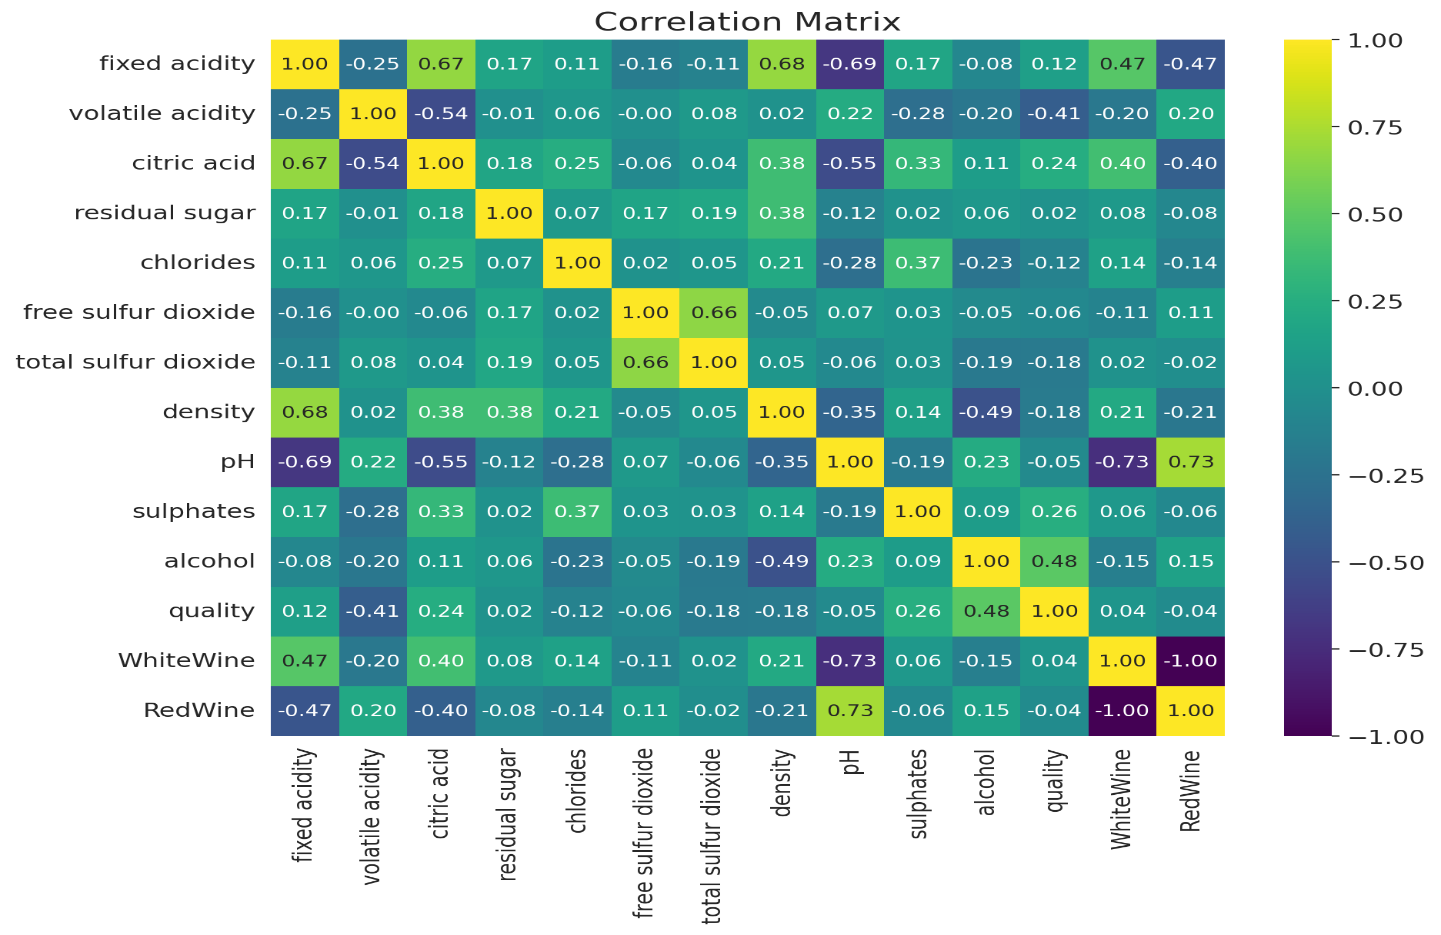 Correlation Matrix
fixed acidity 1.00 -0.25 0.67 0.17 0.11 -0.16 -0.11 0.68 -0.69 0.17 -0.08 0.12 0.47 -0.47
volatile acidity -0.25 1.00 -0.54 -0.01 0.06 -0.00 0.08 0.02 0.22 -0.28 -0.20 -0.41 -0.20 0.20
citric acid 0.67 -0.54 1.00 0.18 0.25 -0.06 0.04 0.38 -0.55 0.33 0.11 0.24 0.40 -0.40
residual sugar 0.17 -0.01 0.18 1.00 0.07 0.17 0.19 0.38 -0.12 0.02 0.06 0.02 0.08 -0.08
chlorides 0.11 0.06 0.25 0.07 1.00 0.02 0.05 0.21 -0.28 0.37 -0.23 -0.12 0.14 -0.14
free sulfur dioxide -0.16 -0.00 -0.06 0.17 0.02 1.00 0.66 -0.05 0.07 0.03 -0.05 -0.06 -0.11 0.11
total sulfur dioxide -0.11 0.08 0.04 0.19 0.05 0.66 1.00 0.05 -0.06 0.03 -0.19 -0.18 0.02 -0.02
density 0.68 0.02 0.38 0.38 0.21 -0.05 0.05 1.00 -0.35 0.14 -0.49 -0.18 0.21 -0.21
pH -0.69 0.22 -0.55 -0.12 -0.28 0.07 -0.06 -0.35 1.00 -0.19 0.23 -0.05 -0.73 0.73
sulphates 0.17 -0.28 0.33 0.02 0.37 0.03 0.03 0.14 -0.19 1.00 0.09 0.26 0.06 -0.06
alcohol -0.08 -0.20 0.11 0.06 -0.23 -0.05 -0.19 -0.49 0.23 0.09 1.00 0.48 -0.15 0.15
quality 0.12 -0.41 0.24 0.02 -0.12 -0.06 -0.18 -0.18 -0.05 0.26 0.48 1.00 0.04 -0.04
WhiteWine 0.47 -0.20 0.40 0.08 0.14 -0.11 0.02 0.21 -0.73 0.06 -0.15 0.04 1.00 -1.00
RedWine -0.47 0.20 -0.40 -0.08 -0.14 0.11 -0.02 -0.21 0.73 -0.06 0.15 -0.04 -1.00 1.00
fixed acidity
volatile acidity
citric acid
residual sugar
chlorides
free sulfur dioxide
total sulfur dioxide
density
pH
sulphates
alcohol
quality
WhiteWine
RedWine
1.00
0.75
0.50
0.25
0.00
−0.25
−0.50
−0.75
−1.00